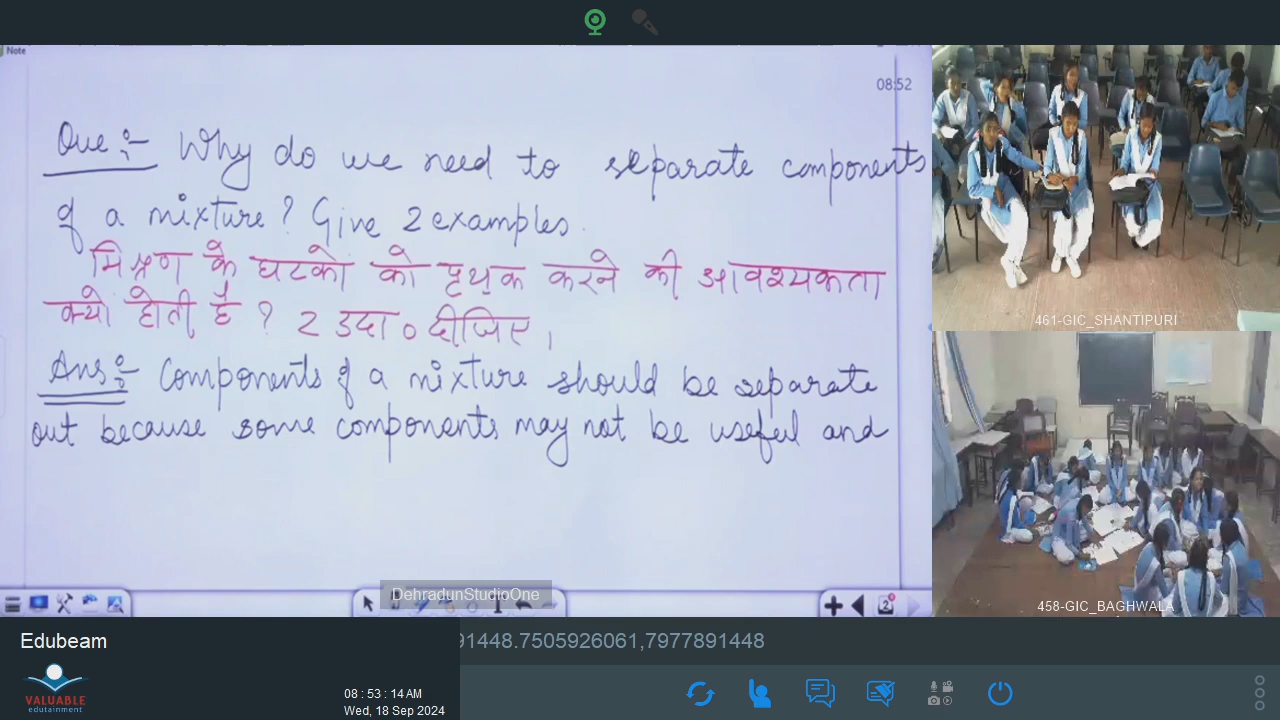 Note
08:52
Que :- Why do we need to separate components
of a mixture? Give 2 examples.
मिश्रण के घटकों को पृथक करने की आवश्यकता
क्यों होती है ? 2 उदा० दीजिए।
Ans :- Components of a mixture should be separate
out because some components may not be useful and
461-GIC_SHANTIPURI
458-GIC_BAGHWALA
DehradunStudioOne
2
Edubeam
91448.7505926061,7977891448
VALUABLE
edutainment
08 : 53 : 14 AM
Wed, 18 Sep 2024